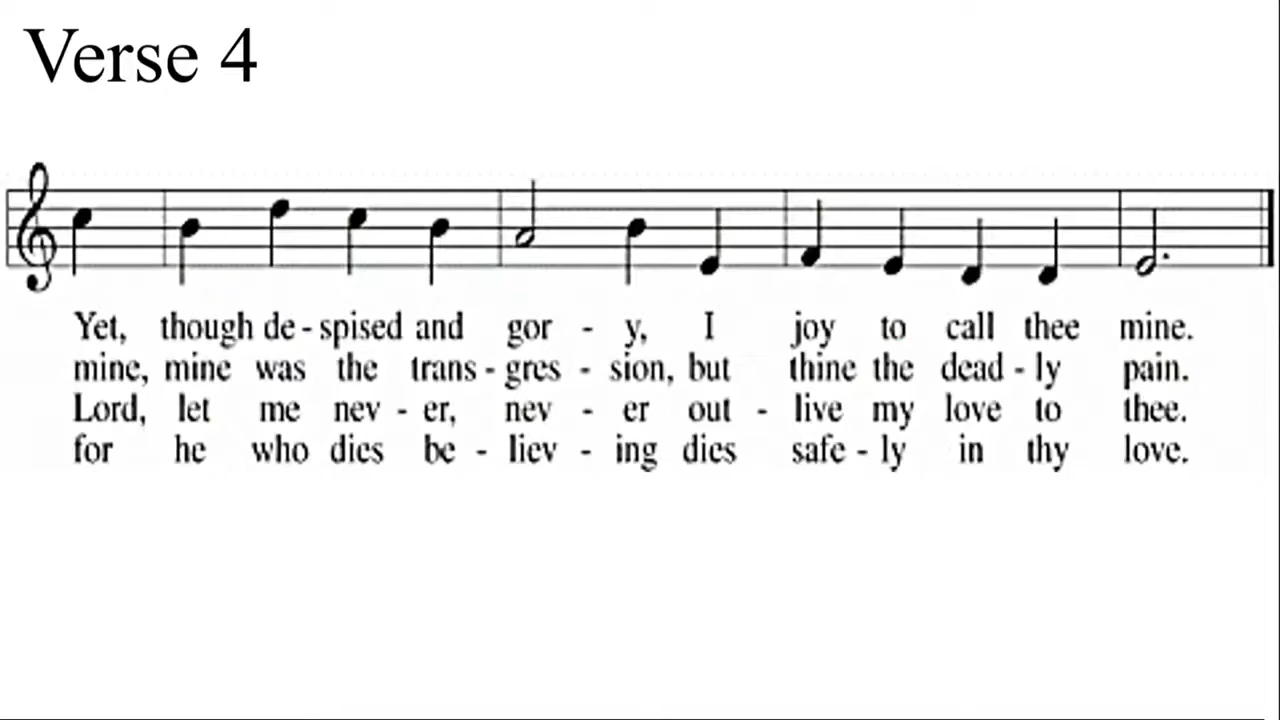 Verse 4
Yet, though de - spised and gor - y, I joy to call thee mine.
mine, mine was the trans - gres - sion, but thine the dead - ly pain.
Lord, let me nev - er, nev - er out - live my love to thee.
for he who dies be - liev - ing dies safe - ly in thy love.